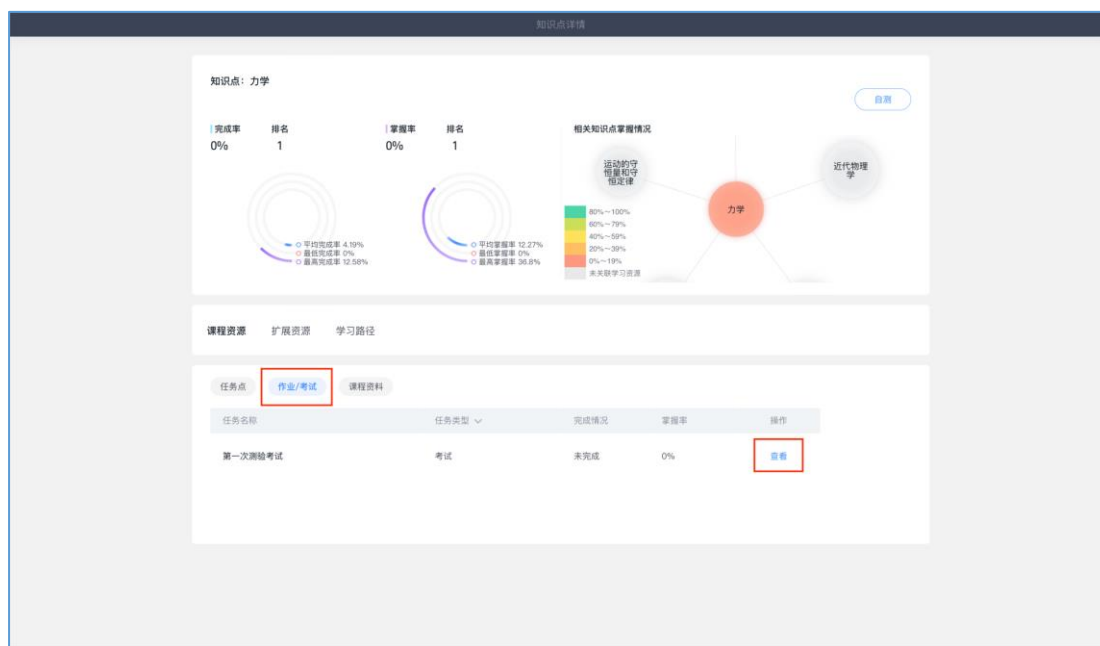 知识点详情
知识点：力学
自测
完成率 排名
0% 1
掌握率 排名
0% 1
平均完成率 4.19%
最低完成率 0%
最高完成率 12.58%
平均掌握率 12.27%
最低掌握率 0%
最高掌握率 36.8%
相关知识点掌握情况
运动的守
恒量和守
恒定律
近代物理
学
力学
80%～100%
60%～79%
40%～59%
20%～39%
0%～19%
未关联学习资源
课程资源 扩展资源 学习路径
任务点 作业/考试 课程资料
任务名称 任务类型 完成情况 掌握率 操作
第一次测验考试 考试 未完成 0% 查看